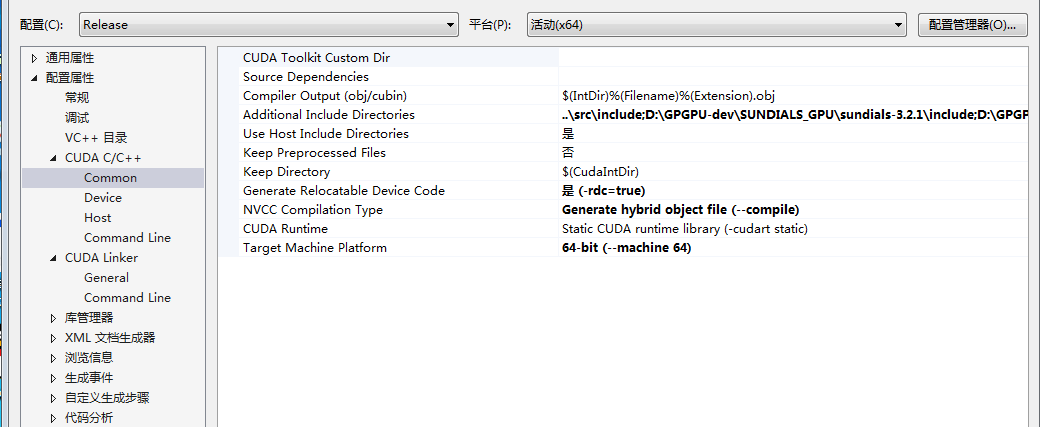 配置(C): Release 平台(P): 活动(x64) 配置管理器(O)...
通用属性
配置属性
常规
调试
VC++ 目录
CUDA C/C++
Common
Device
Host
Command Line
CUDA Linker
General
Command Line
库管理器
XML 文档生成器
浏览信息
生成事件
自定义生成步骤
代码分析
CUDA Toolkit Custom Dir
Source Dependencies
Compiler Output (obj/cubin) $(IntDir)%(Filename)%(Extension).obj
Additional Include Directories ..\src\include;D:\GPGPU-dev\SUNDIALS_GPU\sundials-3.2.1\include;D:\GPGP
Use Host Include Directories 是
Keep Preprocessed Files 否
Keep Directory $(CudaIntDir)
Generate Relocatable Device Code 是 (-rdc=true)
NVCC Compilation Type Generate hybrid object file (--compile)
CUDA Runtime Static CUDA runtime library (-cudart static)
Target Machine Platform 64-bit (--machine 64)